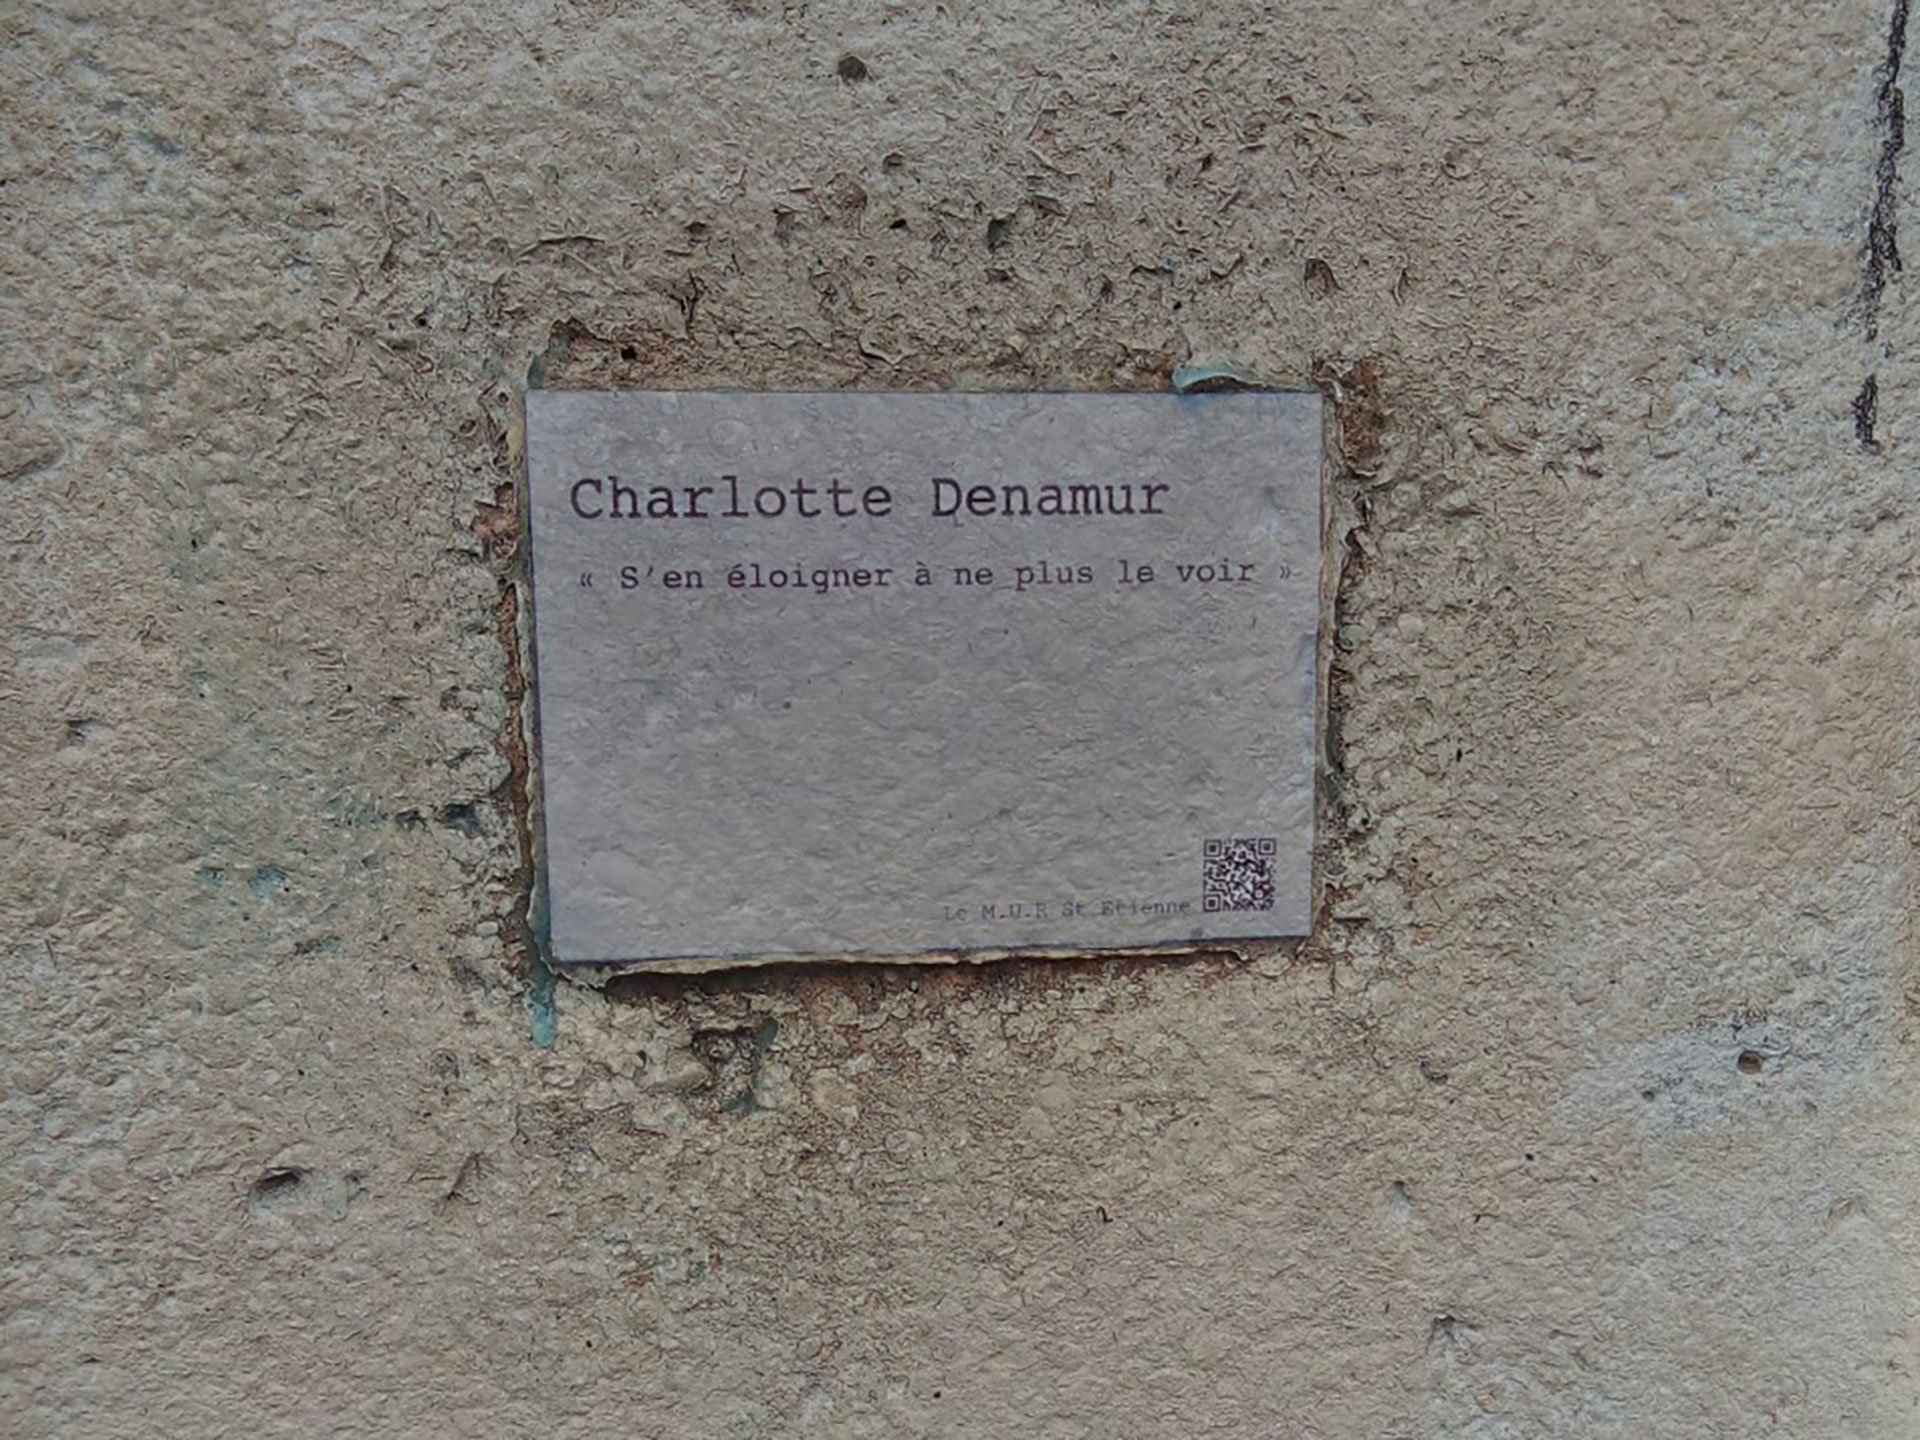 Charlotte Denamur
« S'en éloigner à ne plus le voir »
Le M.U.R St Etienne